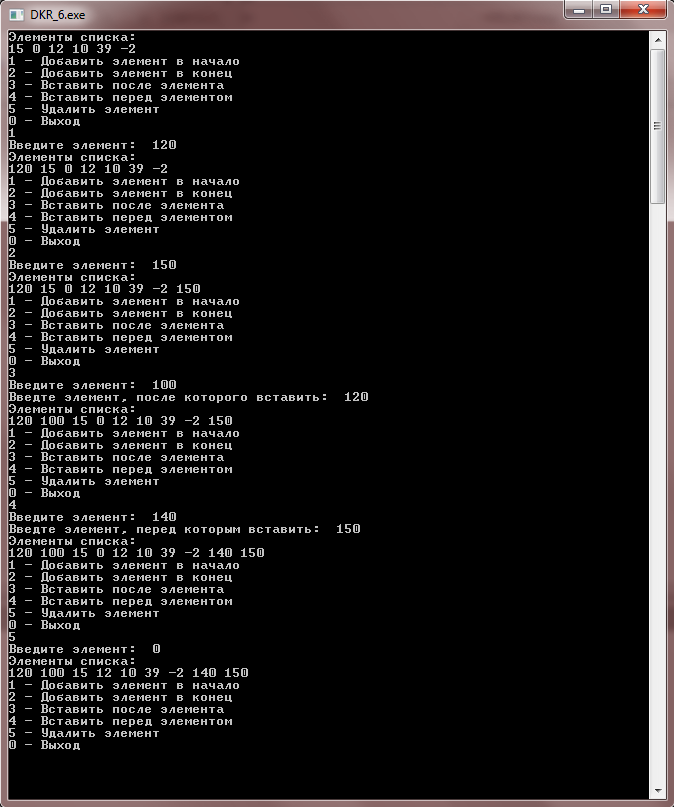 DKR_6.exe
Элементы списка:
15 0 12 10 39 -2
1 - Добавить элемент в начало
2 - Добавить элемент в конец
3 - Вставить после элемента
4 - Вставить перед элементом
5 - Удалить элемент
0 - Выход
1
Введите элемент:  120
Элементы списка:
120 15 0 12 10 39 -2
1 - Добавить элемент в начало
2 - Добавить элемент в конец
3 - Вставить после элемента
4 - Вставить перед элементом
5 - Удалить элемент
0 - Выход
2
Введите элемент:  150
Элементы списка:
120 15 0 12 10 39 -2 150
1 - Добавить элемент в начало
2 - Добавить элемент в конец
3 - Вставить после элемента
4 - Вставить перед элементом
5 - Удалить элемент
0 - Выход
3
Введите элемент:  100
Введте элемент, после которого вставить:  120
Элементы списка:
120 100 15 0 12 10 39 -2 150
1 - Добавить элемент в начало
2 - Добавить элемент в конец
3 - Вставить после элемента
4 - Вставить перед элементом
5 - Удалить элемент
0 - Выход
4
Введите элемент:  140
Введте элемент, перед которым вставить:  150
Элементы списка:
120 100 15 0 12 10 39 -2 140 150
1 - Добавить элемент в начало
2 - Добавить элемент в конец
3 - Вставить после элемента
4 - Вставить перед элементом
5 - Удалить элемент
0 - Выход
5
Введите элемент:  0
Элементы списка:
120 100 15 12 10 39 -2 140 150
1 - Добавить элемент в начало
2 - Добавить элемент в конец
3 - Вставить после элемента
4 - Вставить перед элементом
5 - Удалить элемент
0 - Выход